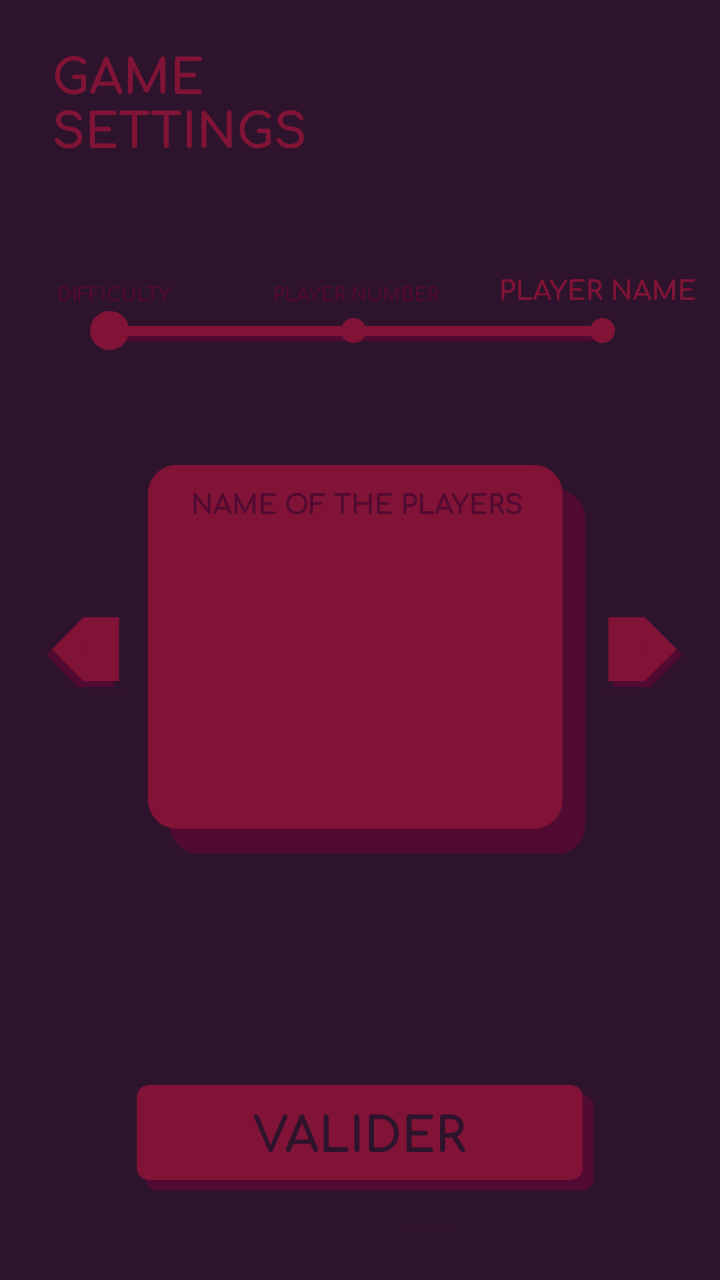 GAME
SETTINGS
DIFFICULTY
PLAYER NUMBER
PLAYER NAME
NAME OF THE PLAYERS
VALIDER